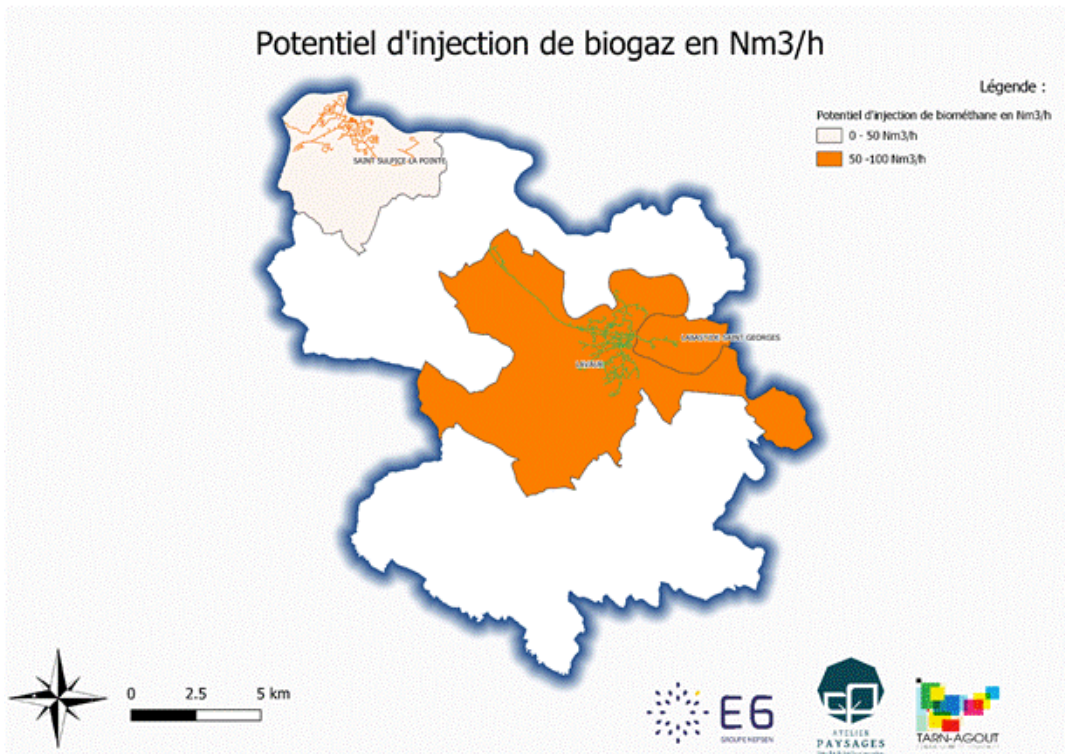 Potentiel d'injection de biogaz en Nm3/h
Légende :
Potentiel d'injection de biométhane en Nm3/h
0 - 50 Nm3/h
50 -100 Nm3/h
SAINT SULPICE-LA POINTE
LABASTIDE-SAINT GEORGES
LAVAUR
0 2.5 5 km
E6
GROUPE NEPSEN
ATELIER
PAYSAGES
TARN-AGOUT